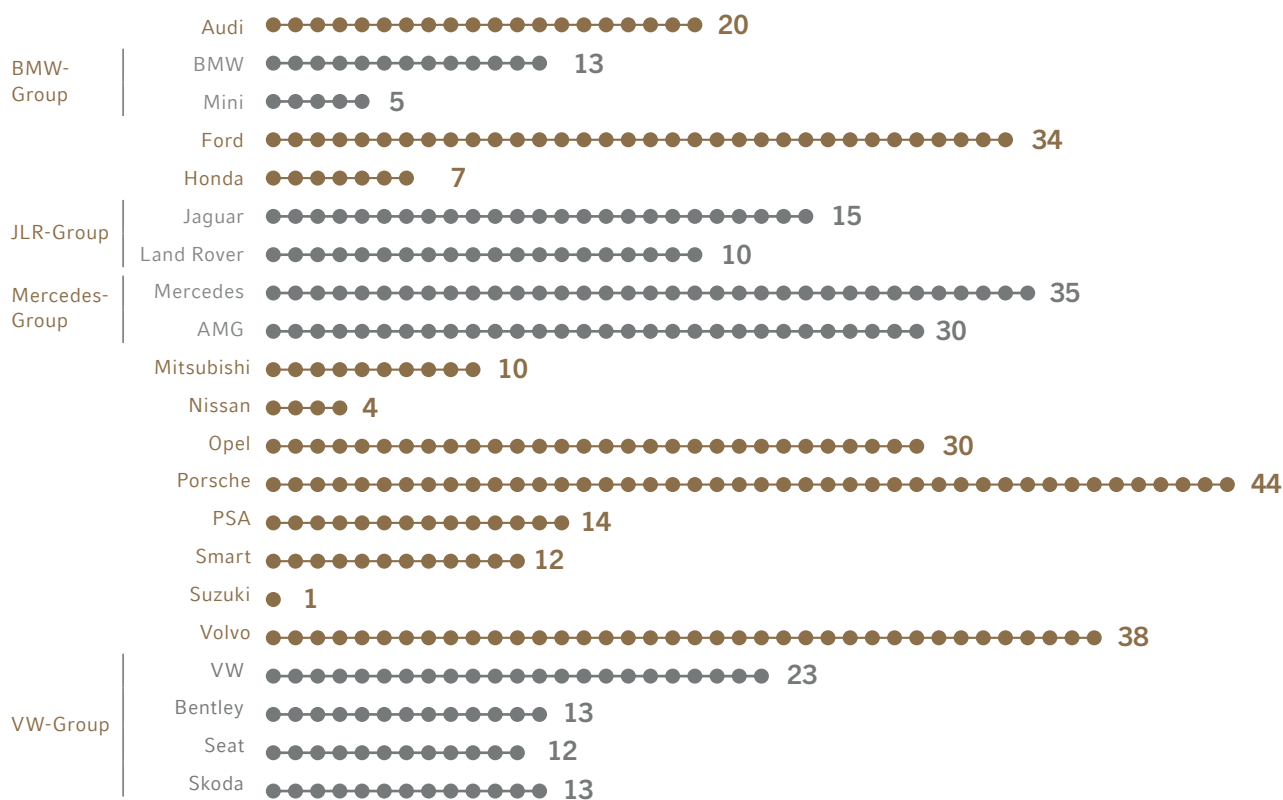 Audi 20
BMW-
Group
BMW 13
Mini 5
Ford 34
Honda 7
JLR-Group
Jaguar 15
Land Rover 10
Mercedes-
Group
Mercedes 35
AMG 30
Mitsubishi 10
Nissan 4
Opel 30
Porsche 44
PSA 14
Smart 12
Suzuki 1
Volvo 38
VW-Group
VW 23
Bentley 13
Seat 12
Skoda 13